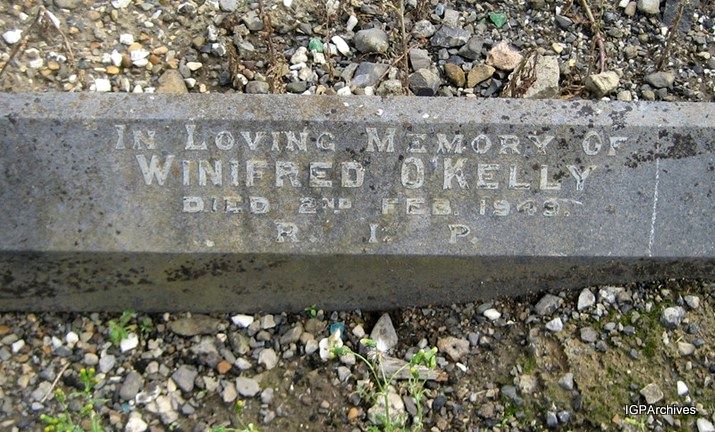 IN LOVING MEMORY OF
WINIFRED O'KELLY
DIED 2ND FEB. 1949.
R. I. P.
IGPArchives